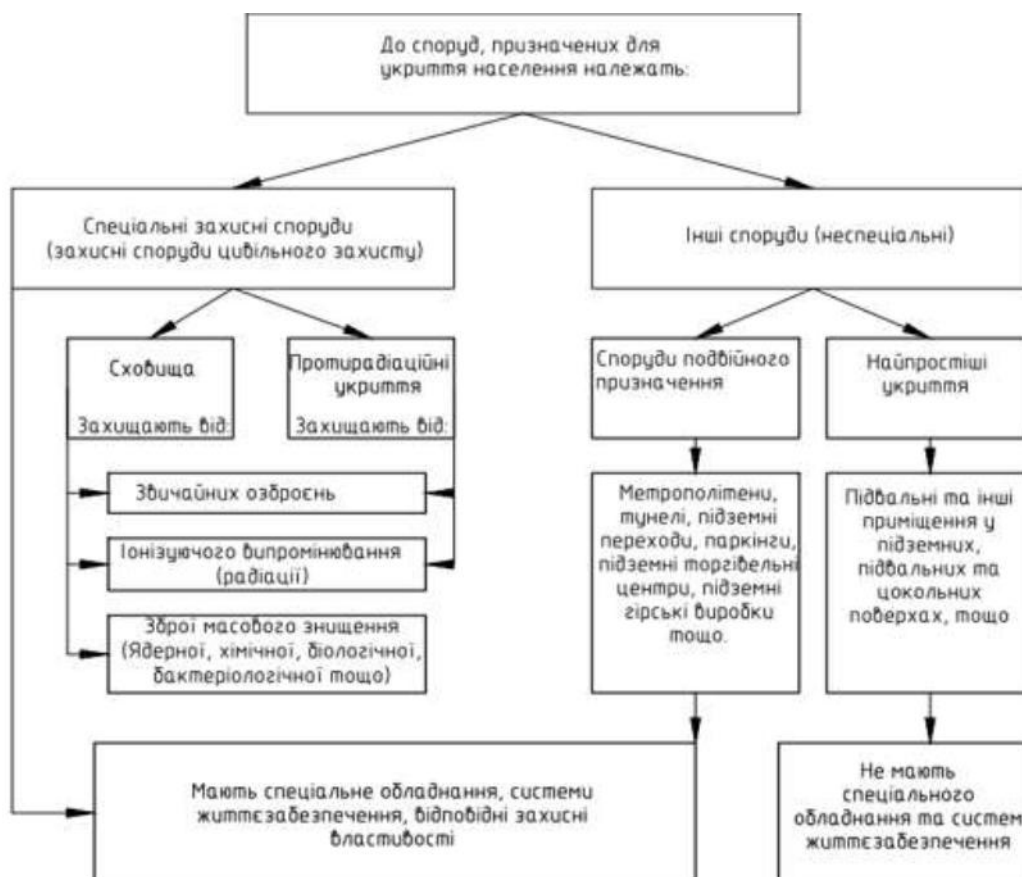 До споруд, призначених для
укриття населення належать:
Спеціальні захисні споруди
(захисні споруди цивільного захисту)
Інші споруди (неспеціальні)
Сховища
Захищають від:
Протирадіаційні
укриття
Захищають від:
Споруди подвійного
призначення
Найпростіші
укриття
Звичайних озброєнь
Іонізуючого випромінювання
(радіації)
Зброї масового знищення
(Ядерної, хімічної, біологічної,
бактеріологічної тощо)
Метрополітени,
тунелі, підземні
переходи, паркінги,
підземні торгівельні
центри, підземні
гірські виробки
тощо.
Підвальні та інші
приміщення у
підземних,
підвальних та
цокольних
поверхах, тощо
Мають спеціальне обладнання, системи
життєзабезпечення, відповідні захисні
властивості
Не мають
спеціального
обладнання та систем
життєзабезпечення